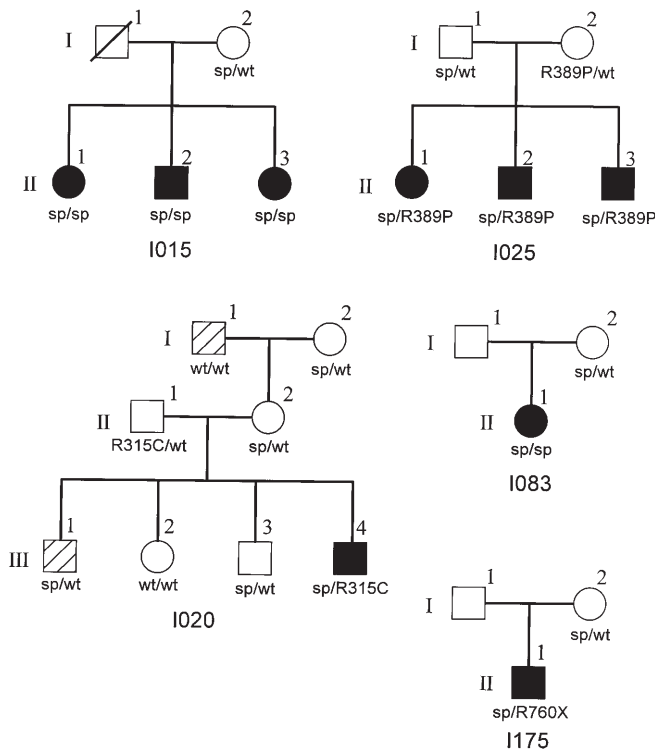 1 2
I
sp/wt
1 2 3
II
sp/sp sp/sp sp/sp
I015
1 2
I
sp/wt R389P/wt
1 2 3
II
sp/R389P sp/R389P sp/R389P
I025
1 2
I
wt/wt sp/wt
1 2
II
R315C/wt sp/wt
1 2 3 4
III
sp/wt wt/wt sp/wt sp/R315C
I020
1 2
I
sp/wt
1
II
sp/sp
I083
1 2
I
sp/wt
1
II
sp/R760X
I175